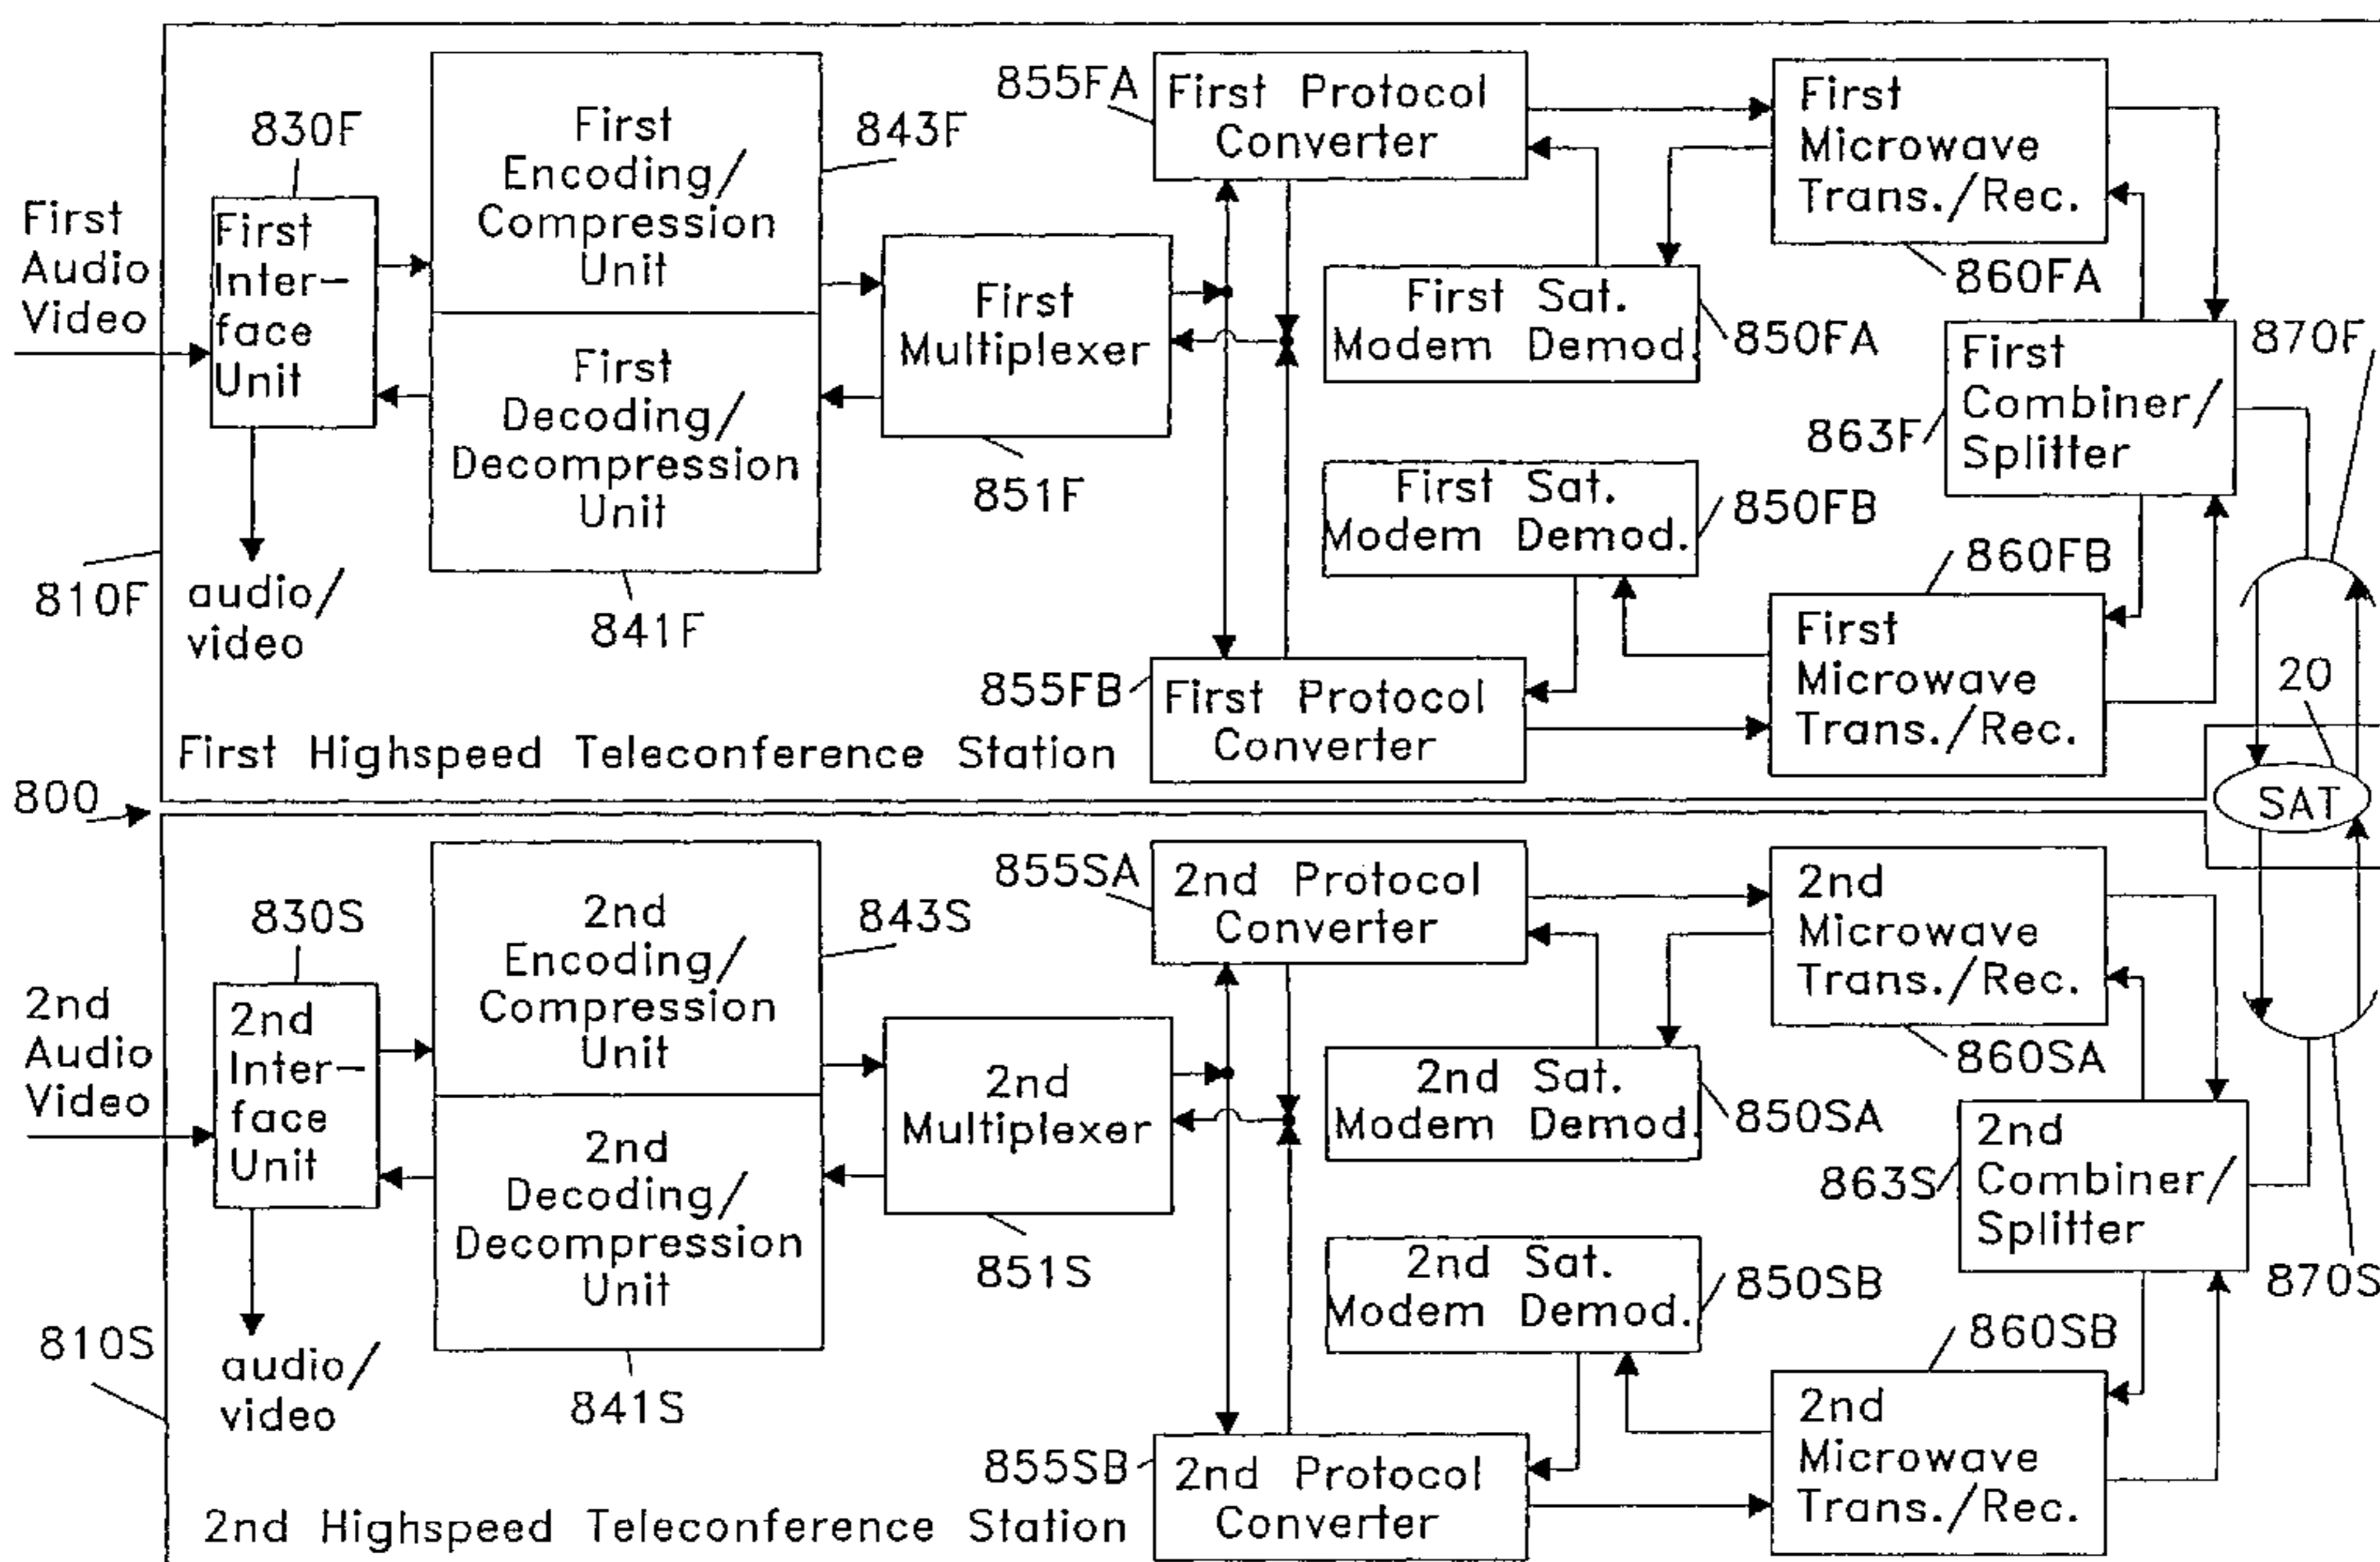 First
Audio
Video
830F
First
Inter-
face
Unit
audio/
video
810F
First
Encoding/
Compression
Unit
843F
First
Decoding/
Decompression
Unit
841F
First
Multiplexer
851F
855FA
First Protocol
Converter
First Sat.
Modem Demod.
850FA
First
Microwave
Trans./Rec.
860FA
First
Combiner/
Splitter
863F
870F
First Sat.
Modem Demod.
850FB
860FB
First
Microwave
Trans./Rec.
855FB
First Protocol
Converter
First Highspeed Teleconference Station
20
SAT
800
2nd
Audio
Video
830S
2nd
Inter-
face
Unit
audio/
video
810S
2nd
Encoding/
Compression
Unit
843S
2nd
Decoding/
Decompression
Unit
841S
2nd
Multiplexer
851S
855SA
2nd Protocol
Converter
2nd Sat.
Modem Demod.
850SA
2nd
Microwave
Trans./Rec.
860SA
2nd
Combiner/
Splitter
863S
870S
2nd Sat.
Modem Demod.
850SB
860SB
2nd
Microwave
Trans./Rec.
855SB
2nd Protocol
Converter
2nd Highspeed Teleconference Station